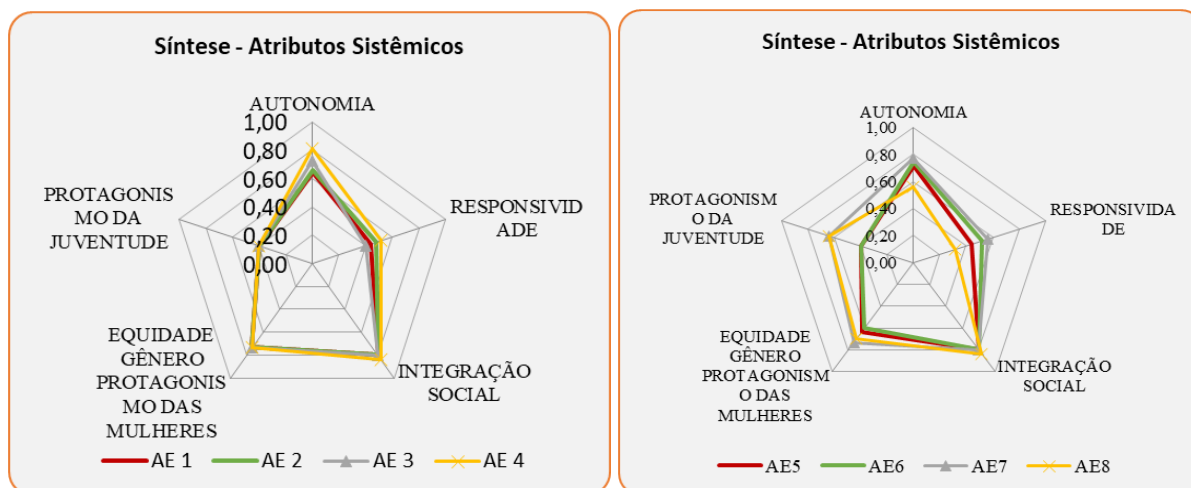 Síntese - Atributos Sistêmicos
AUTONOMIA
1,00
0,80
0,60
0,40
0,20
0,00
PROTAGONIS
MO DA
JUVENTUDE
RESPONSIVID
ADE
EQUIDADE
GÊNERO
PROTAGONIS
MO DAS
MULHERES
INTEGRAÇÃO
SOCIAL
AE 1
AE 2
AE 3
AE 4
Síntese - Atributos Sistêmicos
AUTONOMIA
1,00
0,80
0,60
0,40
0,20
0,00
PROTAGONISM
O DA
JUVENTUDE
RESPONSIVIDA
DE
EQUIDADE
GÊNERO
PROTAGONISM
O DAS
MULHERES
INTEGRAÇÃO
SOCIAL
AE5
AE6
AE7
AE8